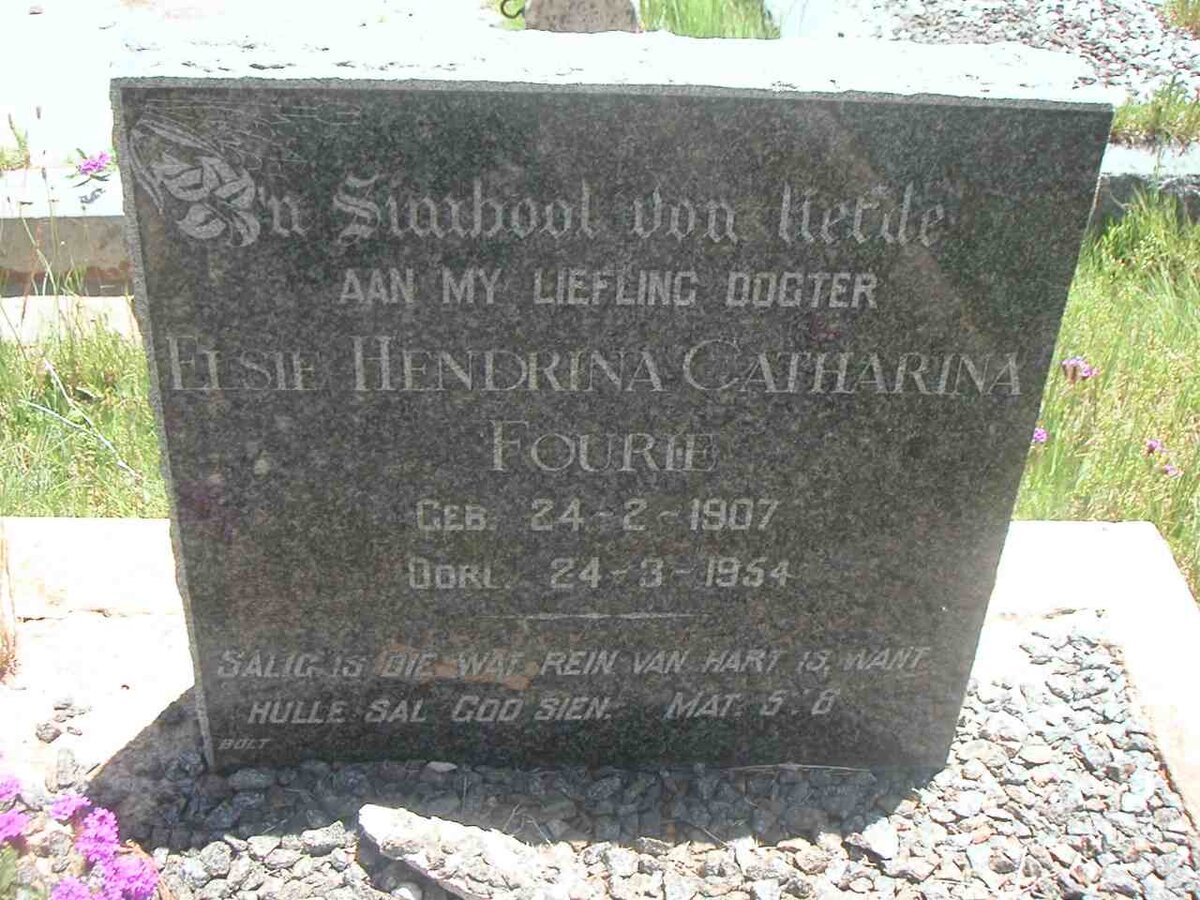 'n Simbool van liefde
AAN MY LIEFLING DOGTER
ELSIE HENDRINA CATHARINA
FOURIE
GEB. 24-2-1907
OORL. 24-3-1954
SALIG IS DIE WAT REIN VAN HART IS, WANT
HULLE SAL GOD SIEN. MAT. 5:8
BOLT